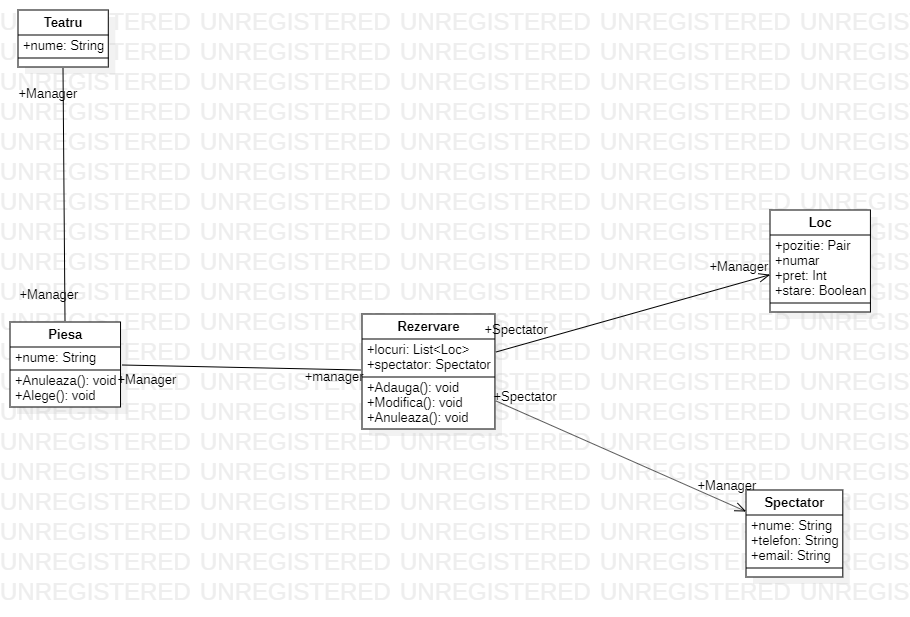 Teatru
+nume: String
+Manager
+Manager
Piesa
+nume: String
+Anuleaza(): void
+Alege(): void
+Manager
+manager
Rezervare
+locuri: List<Loc>
+spectator: Spectator
+Adauga(): void
+Modifica(): void
+Anuleaza(): void
+Spectator
+Manager
Loc
+pozitie: Pair
+numar
+pret: Int
+stare: Boolean
+Spectator
+Manager
Spectator
+nume: String
+telefon: String
+email: String
UNREGISTERED UNREGISTERED UNREGISTERED UNREGISTERED UNREGIS